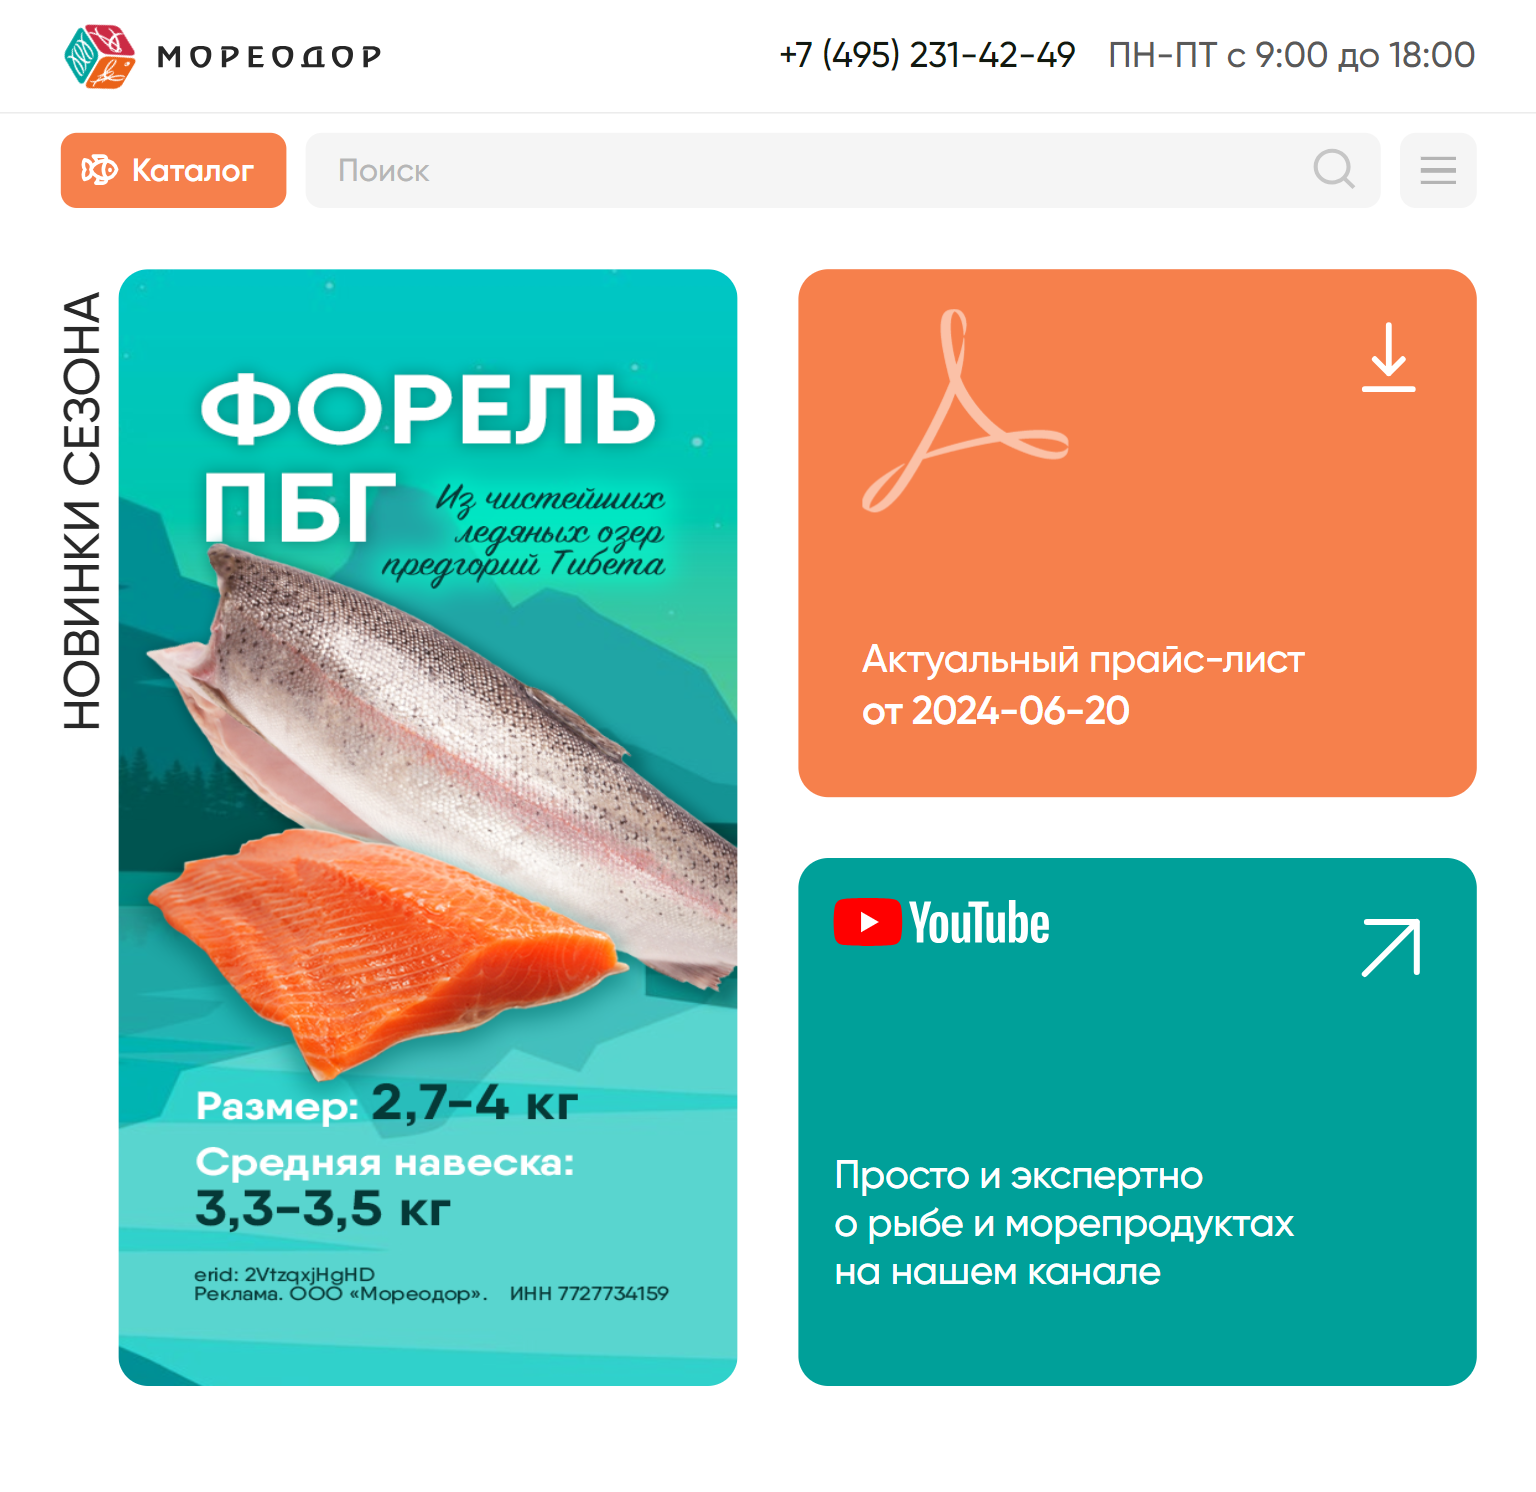 МОРЕОДОР
+7 (495) 231-42-49 ПН-ПТ с 9:00 до 18:00
Каталог
Поиск
НОВИНКИ СЕЗОНА
ФОРЕЛЬ
ПБГ
Из чистейших
ледяных озер
предгорий Тибета
Размер: 2,7-4 кг
Средняя навеска:
3,3-3,5 кг
erid: 2VtzqxjHgHD
Реклама. ООО «Мореодор». ИНН 7727734159
Актуальный прайс-лист
от 2024-06-20
YouTube
Просто и экспертно
о рыбе и морепродуктах
на нашем канале